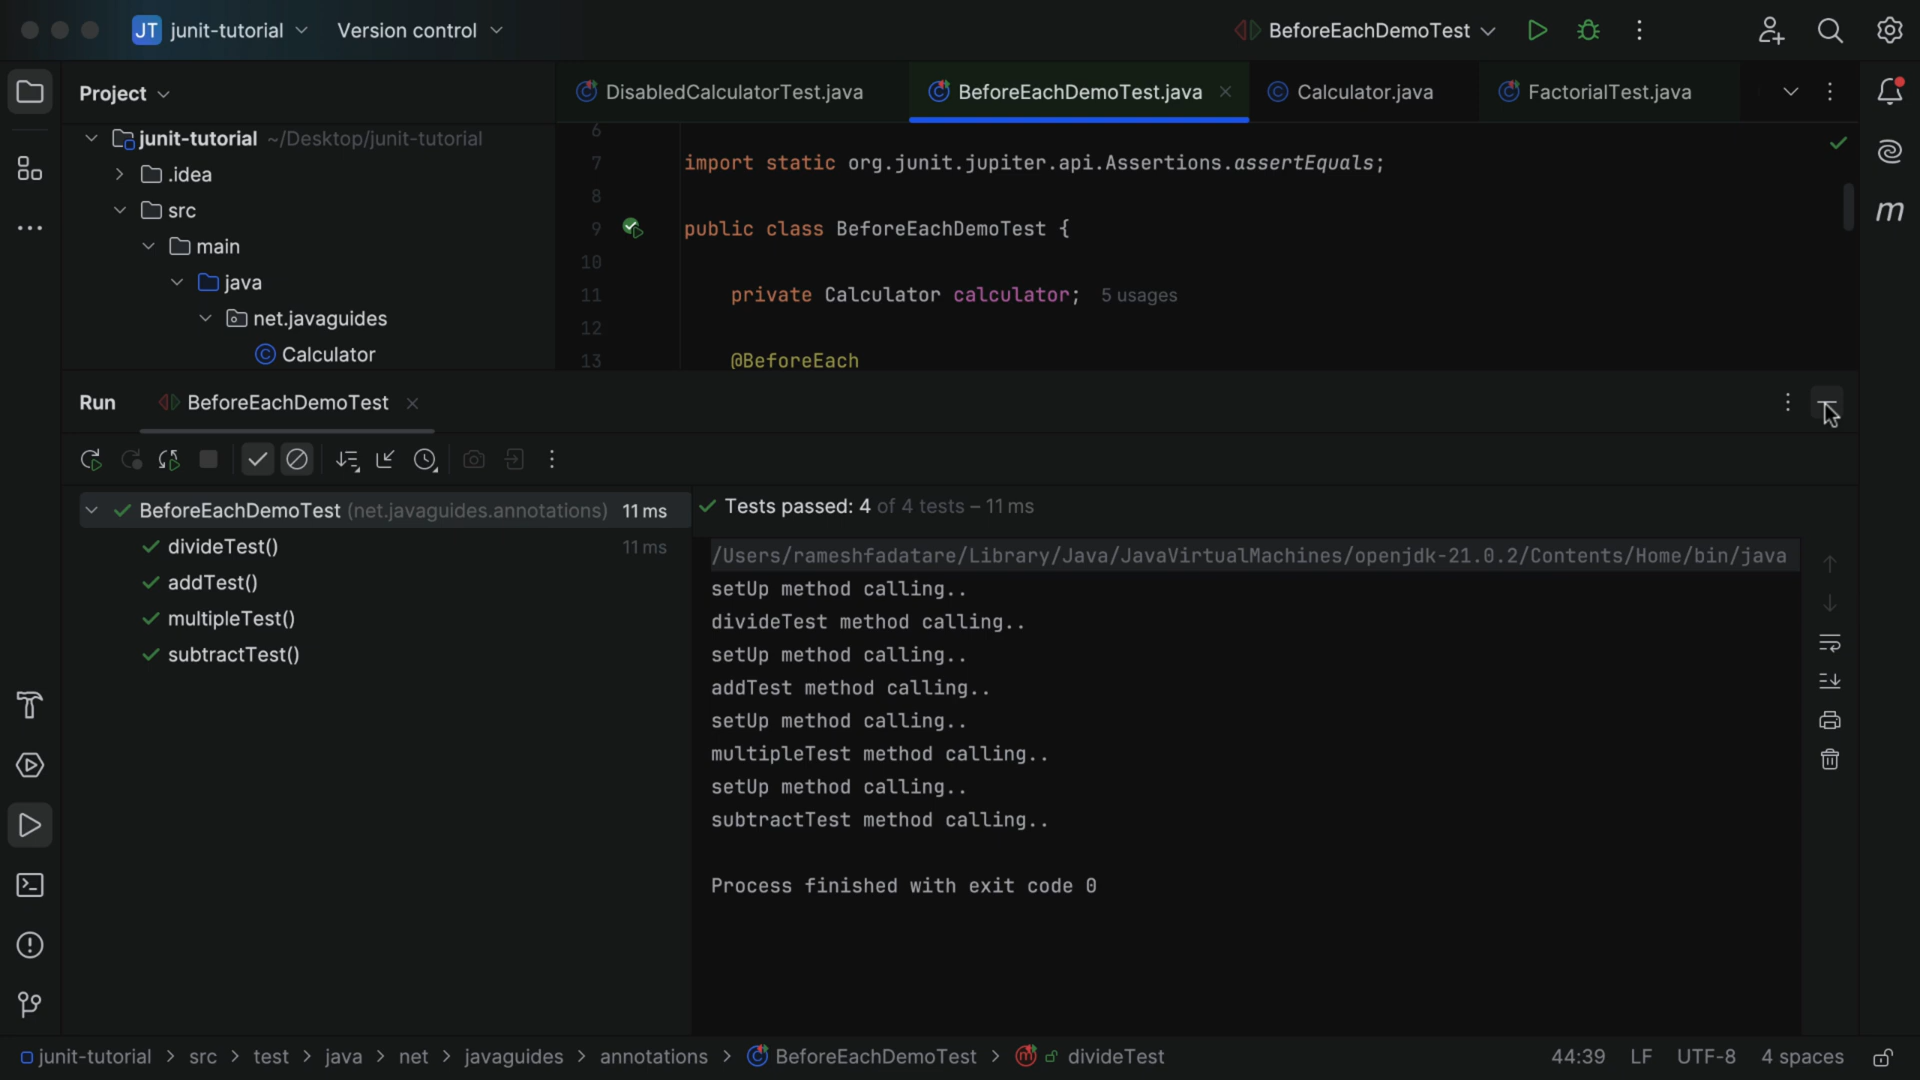 JT junit-tutorial Version control BeforeEachDemoTest
Project
DisabledCalculatorTest.java BeforeEachDemoTest.java Calculator.java FactorialTest.java
junit-tutorial ~/Desktop/junit-tutorial
.idea
src
main
java
net.javaguides
Calculator
6
7 import static org.junit.jupiter.api.Assertions.assertEquals;
8
9 public class BeforeEachDemoTest {
10
11 private Calculator calculator; 5 usages
12
13 @BeforeEach
m
Run BeforeEachDemoTest
BeforeEachDemoTest (net.javaguides.annotations) 11 ms
divideTest() 11 ms
addTest()
multipleTest()
subtractTest()
Tests passed: 4 of 4 tests – 11 ms
/Users/rameshfadatare/Library/Java/JavaVirtualMachines/openjdk-21.0.2/Contents/Home/bin/java
setUp method calling..
divideTest method calling..
setUp method calling..
addTest method calling..
setUp method calling..
multipleTest method calling..
setUp method calling..
subtractTest method calling..
Process finished with exit code 0
junit-tutorial > src > test > java > net > javaguides > annotations > BeforeEachDemoTest > divideTest 44:39 LF UTF-8 4 spaces